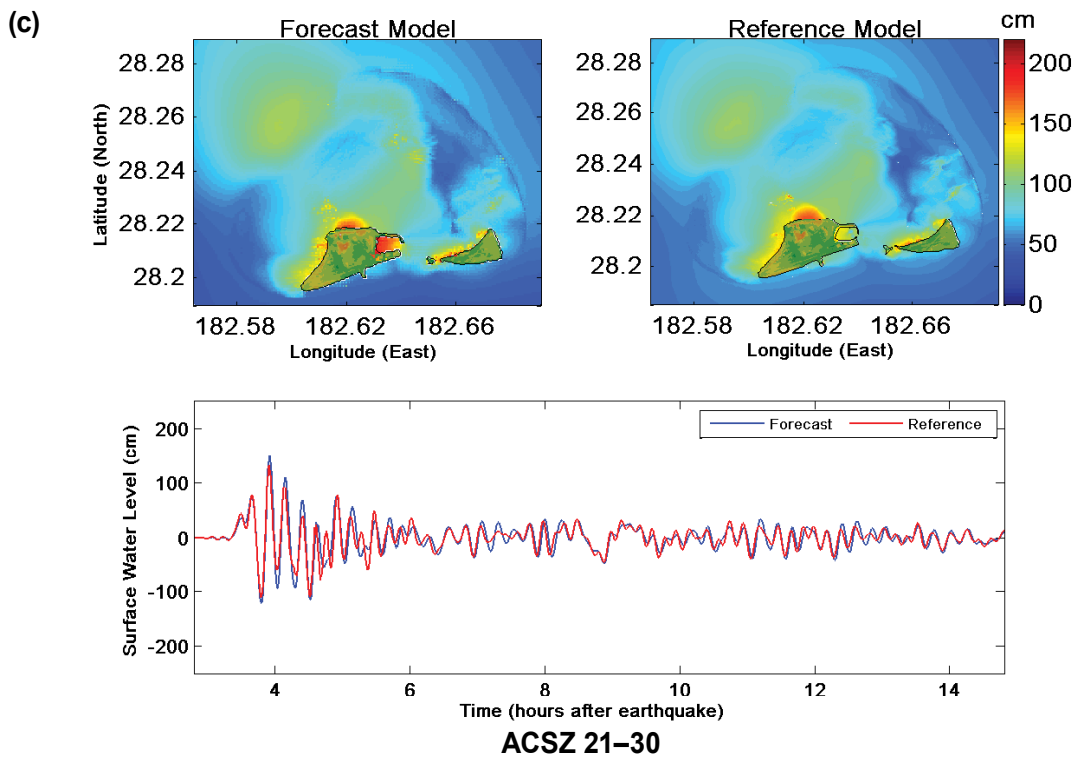 (c)
Forecast Model
Reference Model
cm
Latitude (North)
28.28
28.26
28.24
28.22
28.2
182.58
182.62
182.66
Longitude (East)
28.28
28.26
28.24
28.22
28.2
182.58
182.62
182.66
Longitude (East)
200
150
100
50
0
Surface Water Level (cm)
200
100
0
-100
-200
Forecast
Reference
4
6
8
10
12
14
Time (hours after earthquake)
ACSZ 21–30